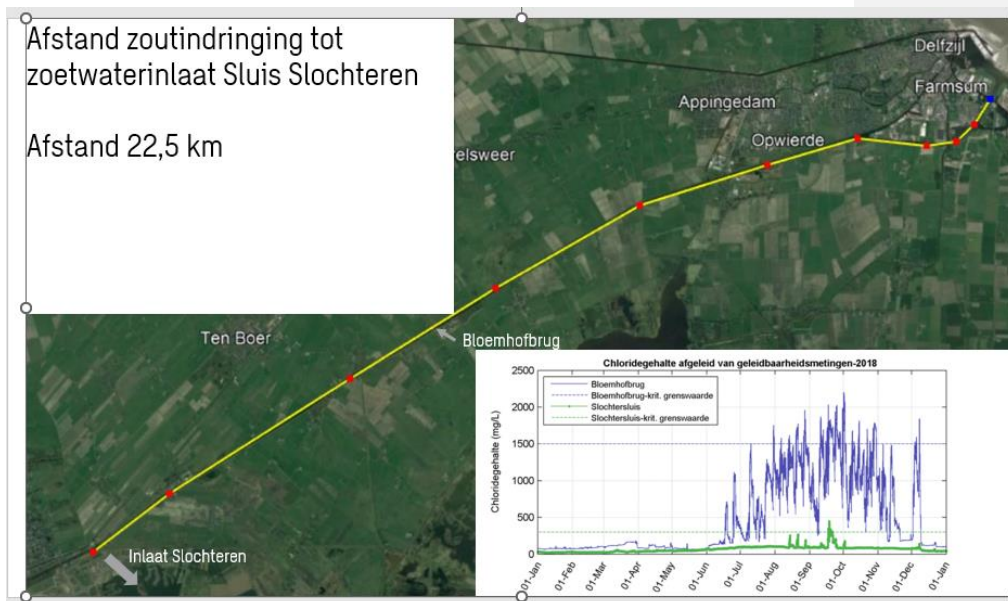 Afstand zoutindringing tot
zoetwaterinlaat Sluis Slochteren
Afstand 22,5 km
Delfzijl
Farmsum
Appingedam
Opwierde
elsweer
Ten Boer
Bloemhofbrug
Inlaat Slochteren
Chloridegehalte afgeleid van geleidbaarheidsmetingen-2018
Chloridegehalte (mg/L)
2500
2000
1500
1000
500
0
Bloemhofbrug
Bloemhofbrug-krit. grenswaarde
Slochtersluis
Slochtersluis-krit. grenswaarde
01-Jan
01-Feb
01-Mar
01-Apr
01-May
01-Jun
01-Jul
01-Aug
01-Sep
01-Oct
01-Nov
01-Dec
01-Jan